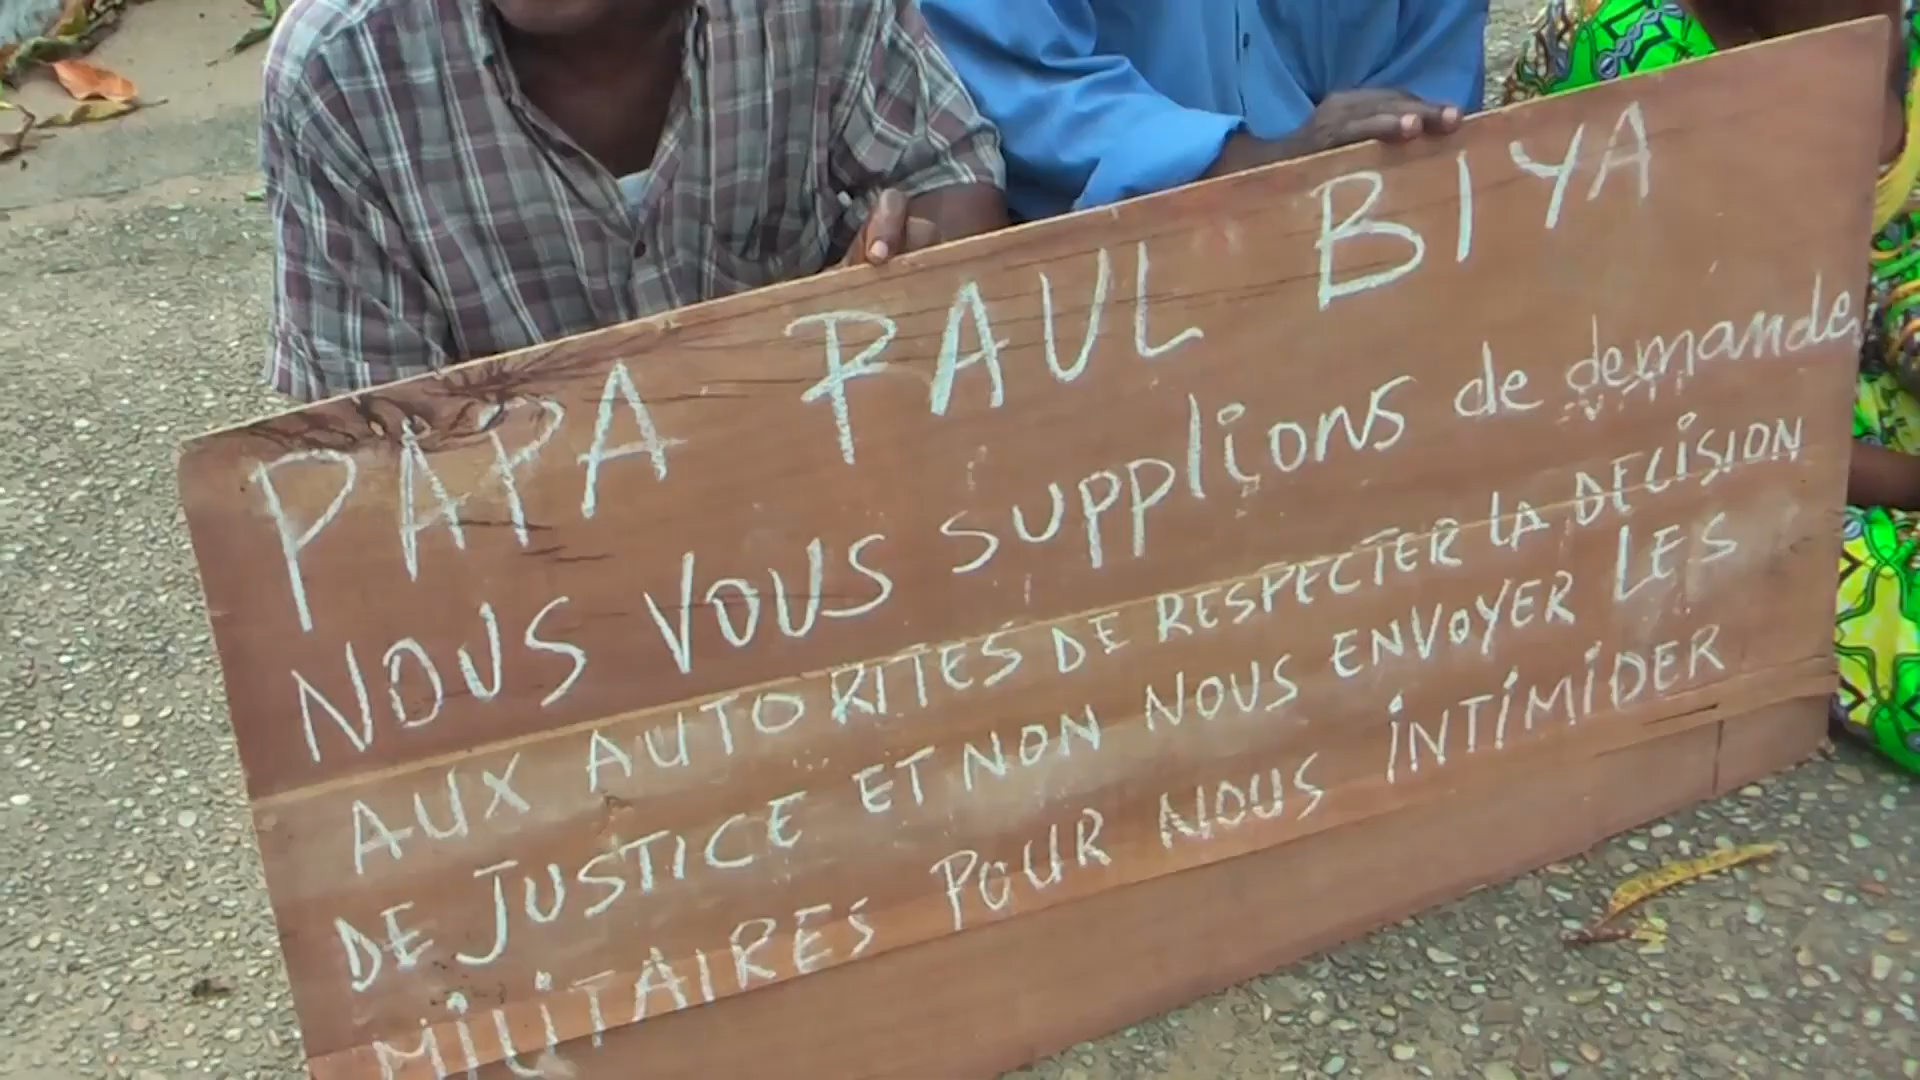 PAPA PAUL BIYA
NOUS VOUS supplions de demande
AUX AUTORITES DE RESPECTER LA DECISION
DE JUSTICE ET NON NOUS ENVOYER LES
MILITAIRES POUR NOUS INTIMIDER